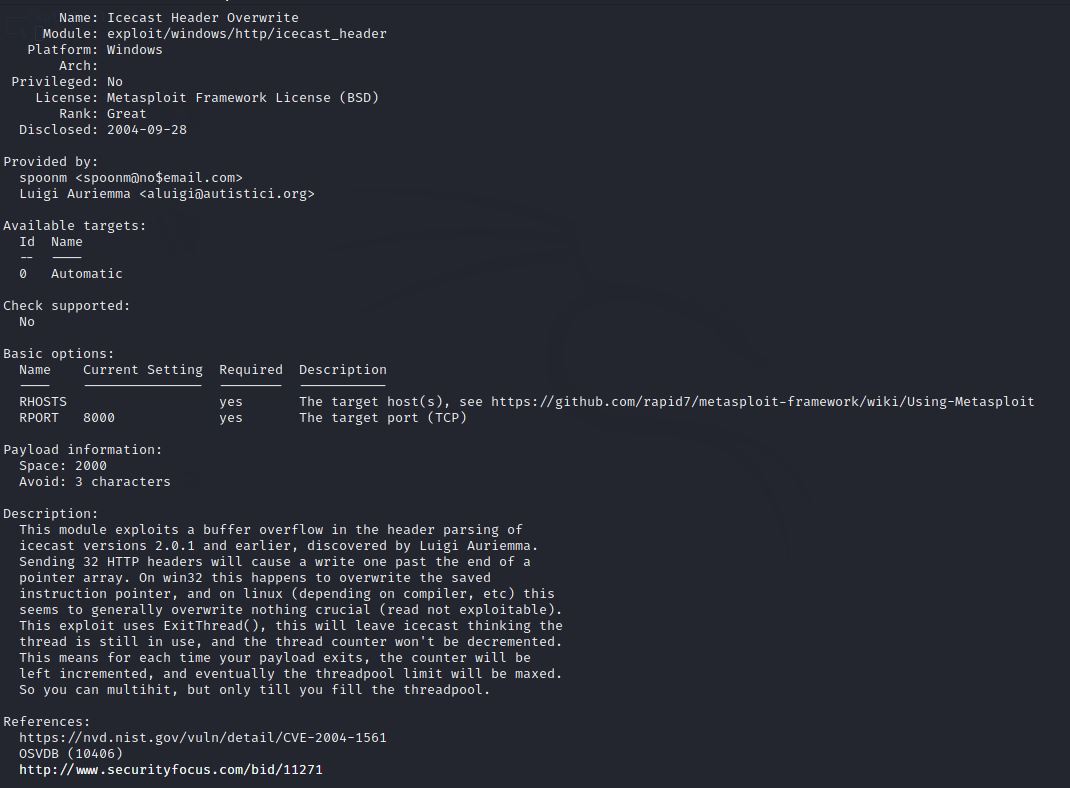 Name: Icecast Header Overwrite
Module: exploit/windows/http/icecast_header
Platform: Windows
Arch:
Privileged: No
License: Metasploit Framework License (BSD)
Rank: Great
Disclosed: 2004-09-28
Provided by:
spoonm <spoonm@no$email.com>
Luigi Auriemma <aluigi@autistici.org>
Available targets:
Id  Name
--  ----
0   Automatic
Check supported:
No
Basic options:
Name    Current Setting  Required  Description
----    ---------------  --------  -----------
RHOSTS                   yes       The target host(s), see https://github.com/rapid7/metasploit-framework/wiki/Using-Metasploit
RPORT   8000             yes       The target port (TCP)
Payload information:
Space: 2000
Avoid: 3 characters
Description:
This module exploits a buffer overflow in the header parsing of
icecast versions 2.0.1 and earlier, discovered by Luigi Auriemma.
Sending 32 HTTP headers will cause a write one past the end of a
pointer array. On win32 this happens to overwrite the saved
instruction pointer, and on linux (depending on compiler, etc) this
seems to generally overwrite nothing crucial (read not exploitable).
This exploit uses ExitThread(), this will leave icecast thinking the
thread is still in use, and the thread counter won't be decremented.
This means for each time your payload exits, the counter will be
left incremented, and eventually the threadpool limit will be maxed.
So you can multihit, but only till you fill the threadpool.
References:
https://nvd.nist.gov/vuln/detail/CVE-2004-1561
OSVDB (10406)
http://www.securityfocus.com/bid/11271